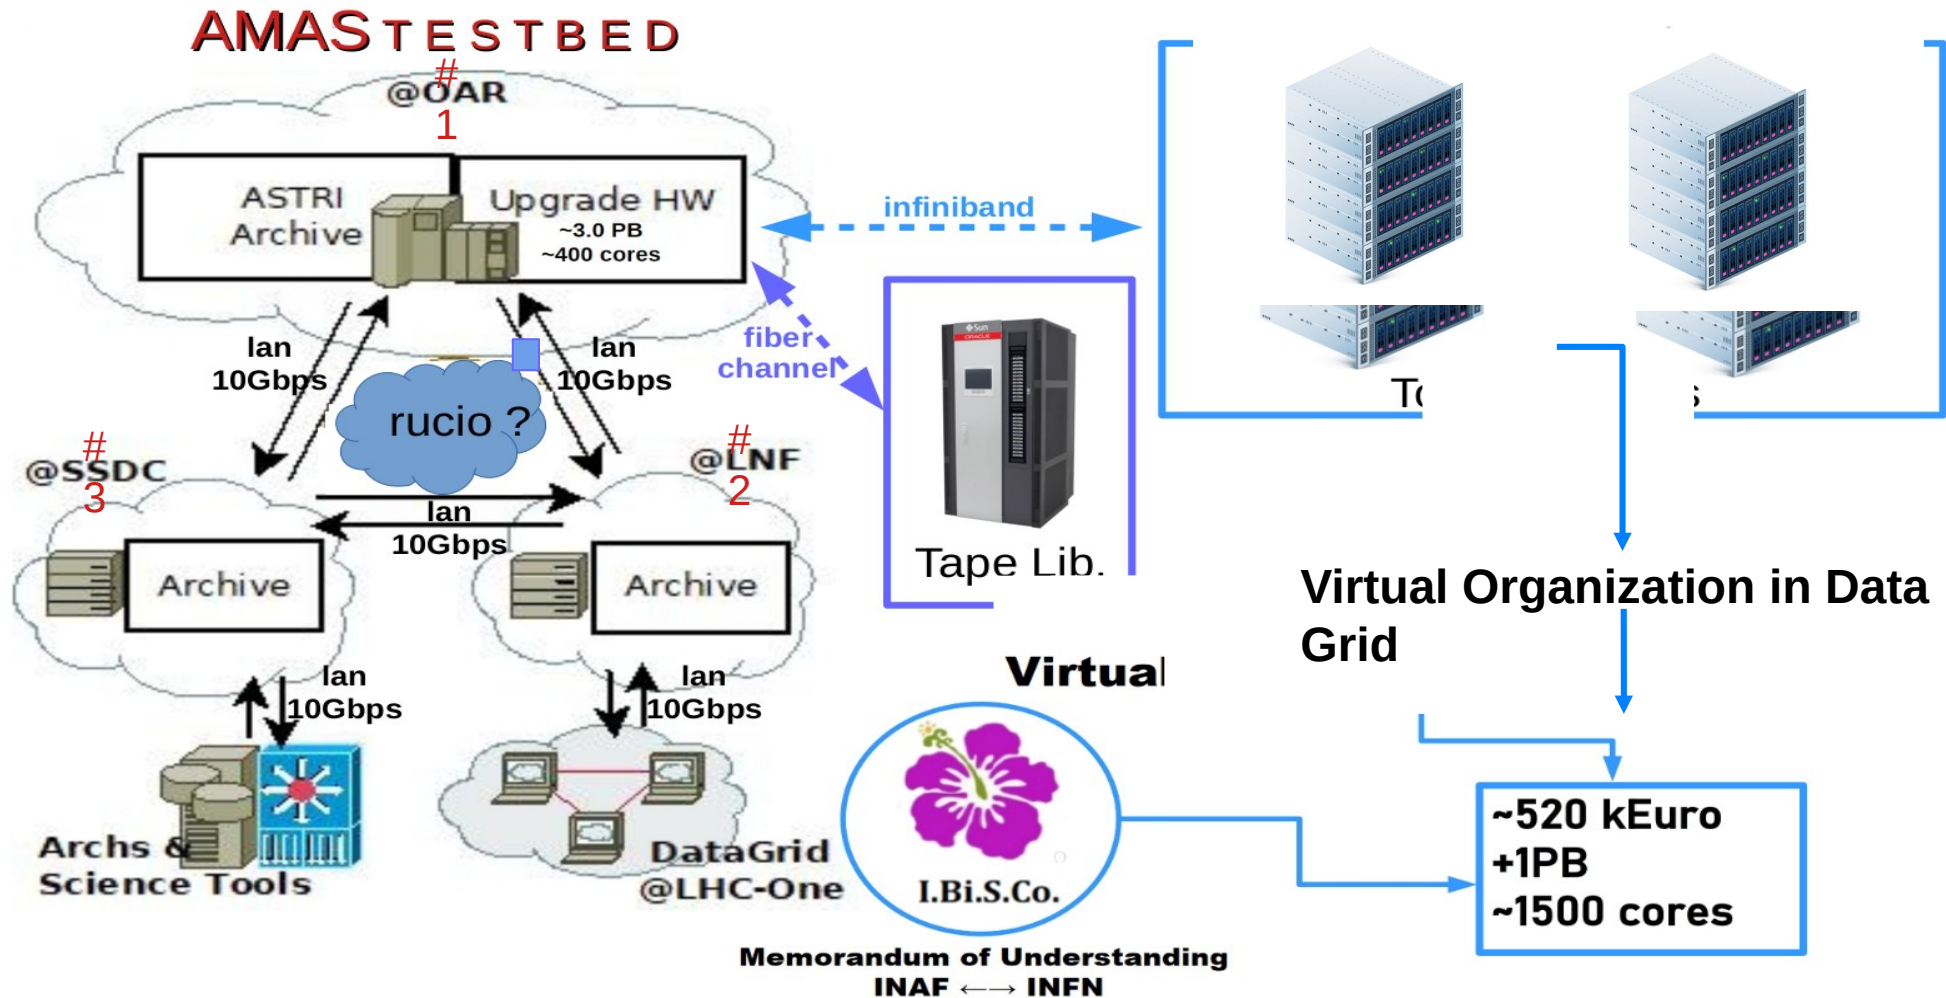 AMAS T E S T B E D
#
@OAR
1
ASTRI
Archive
Upgrade HW
~3.0 PB
~400 cores
infiniband
fiber
channel
lan
10Gbps
lan
10Gbps
rucio ?
#
@SSDC
3
#
@LNF
2
lan
10Gbps
Archive
Archive
Sun
ORACLE
Tape Lib.
lan
10Gbps
lan
10Gbps
Archs &
Science Tools
DataGrid
@LHC-One
Virtual Organization in Data
Grid
Virtual
I.Bi.S.Co.
Memorandum of Understanding
INAF ←→ INFN
~520 kEuro
+1PB
~1500 cores